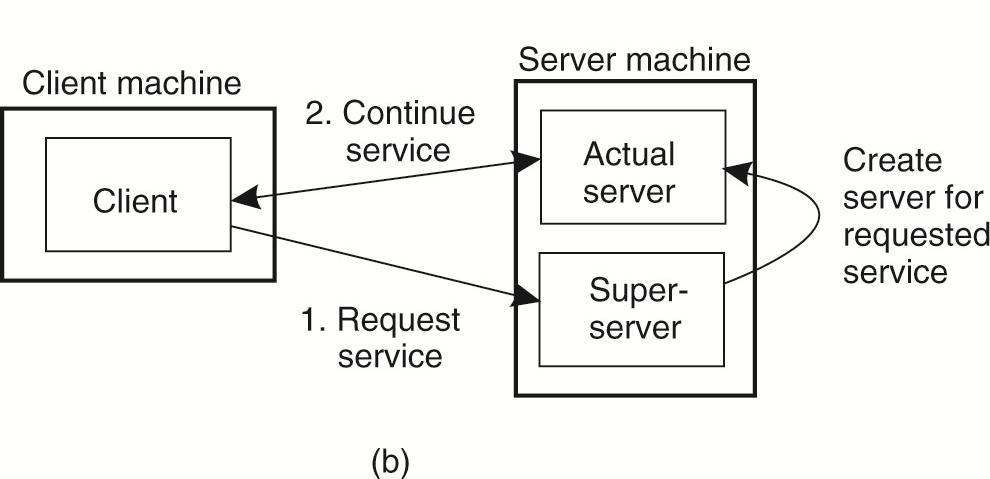 Client machine
Client
2. Continue
service
1. Request
service
Server machine
Actual
server
Super-
server
Create
server for
requested
service
(b)